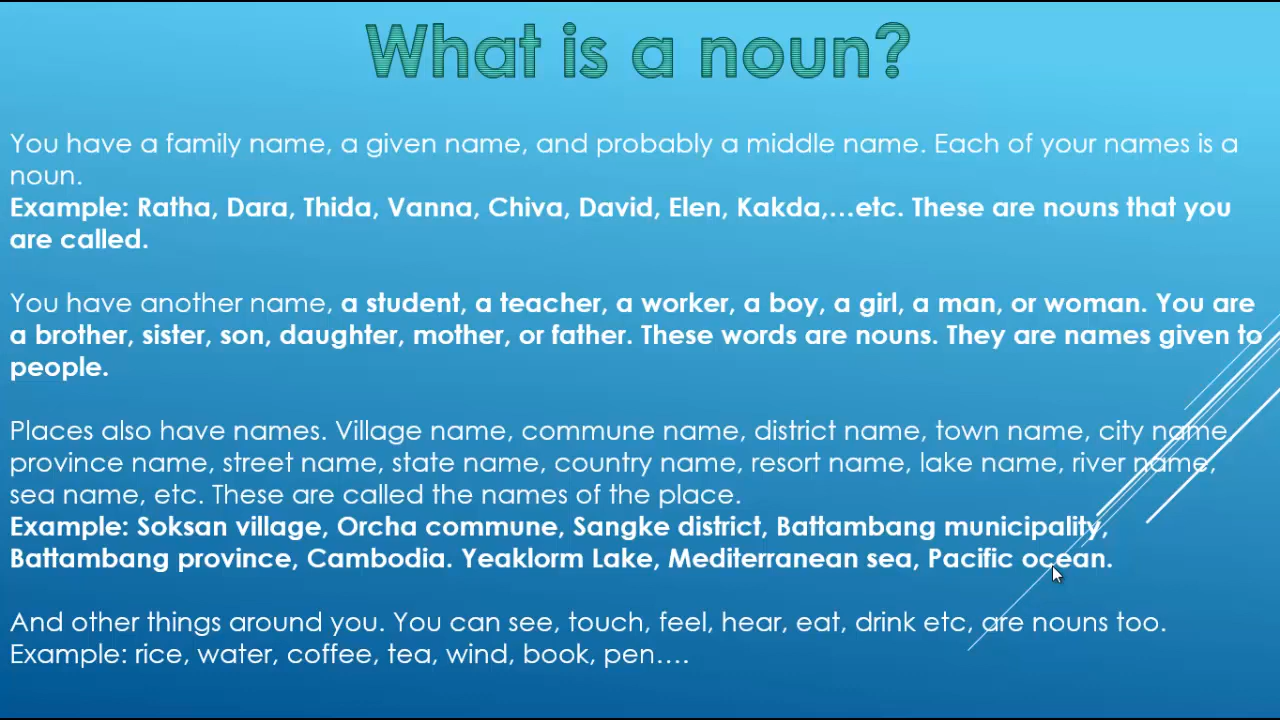 What is a noun?
You have a family name, a given name, and probably a middle name. Each of your names is a
noun.
Example: Ratha, Dara, Thida, Vanna, Chiva, David, Elen, Kakda,...etc. These are nouns that you
are called.
You have another name, a student, a teacher, a worker, a boy, a girl, a man, or woman. You are
a brother, sister, son, daughter, mother, or father. These words are nouns. They are names given to
people.
Places also have names. Village name, commune name, district name, town name, city name,
province name, street name, state name, country name, resort name, lake name, river name,
sea name, etc. These are called the names of the place.
Example: Soksan village, Orcha commune, Sangke district, Battambang municipality,
Battambang province, Cambodia. Yeaklorm Lake, Mediterranean sea, Pacific ocean.
And other things around you. You can see, touch, feel, hear, eat, drink etc, are nouns too.
Example: rice, water, coffee, tea, wind, book, pen....